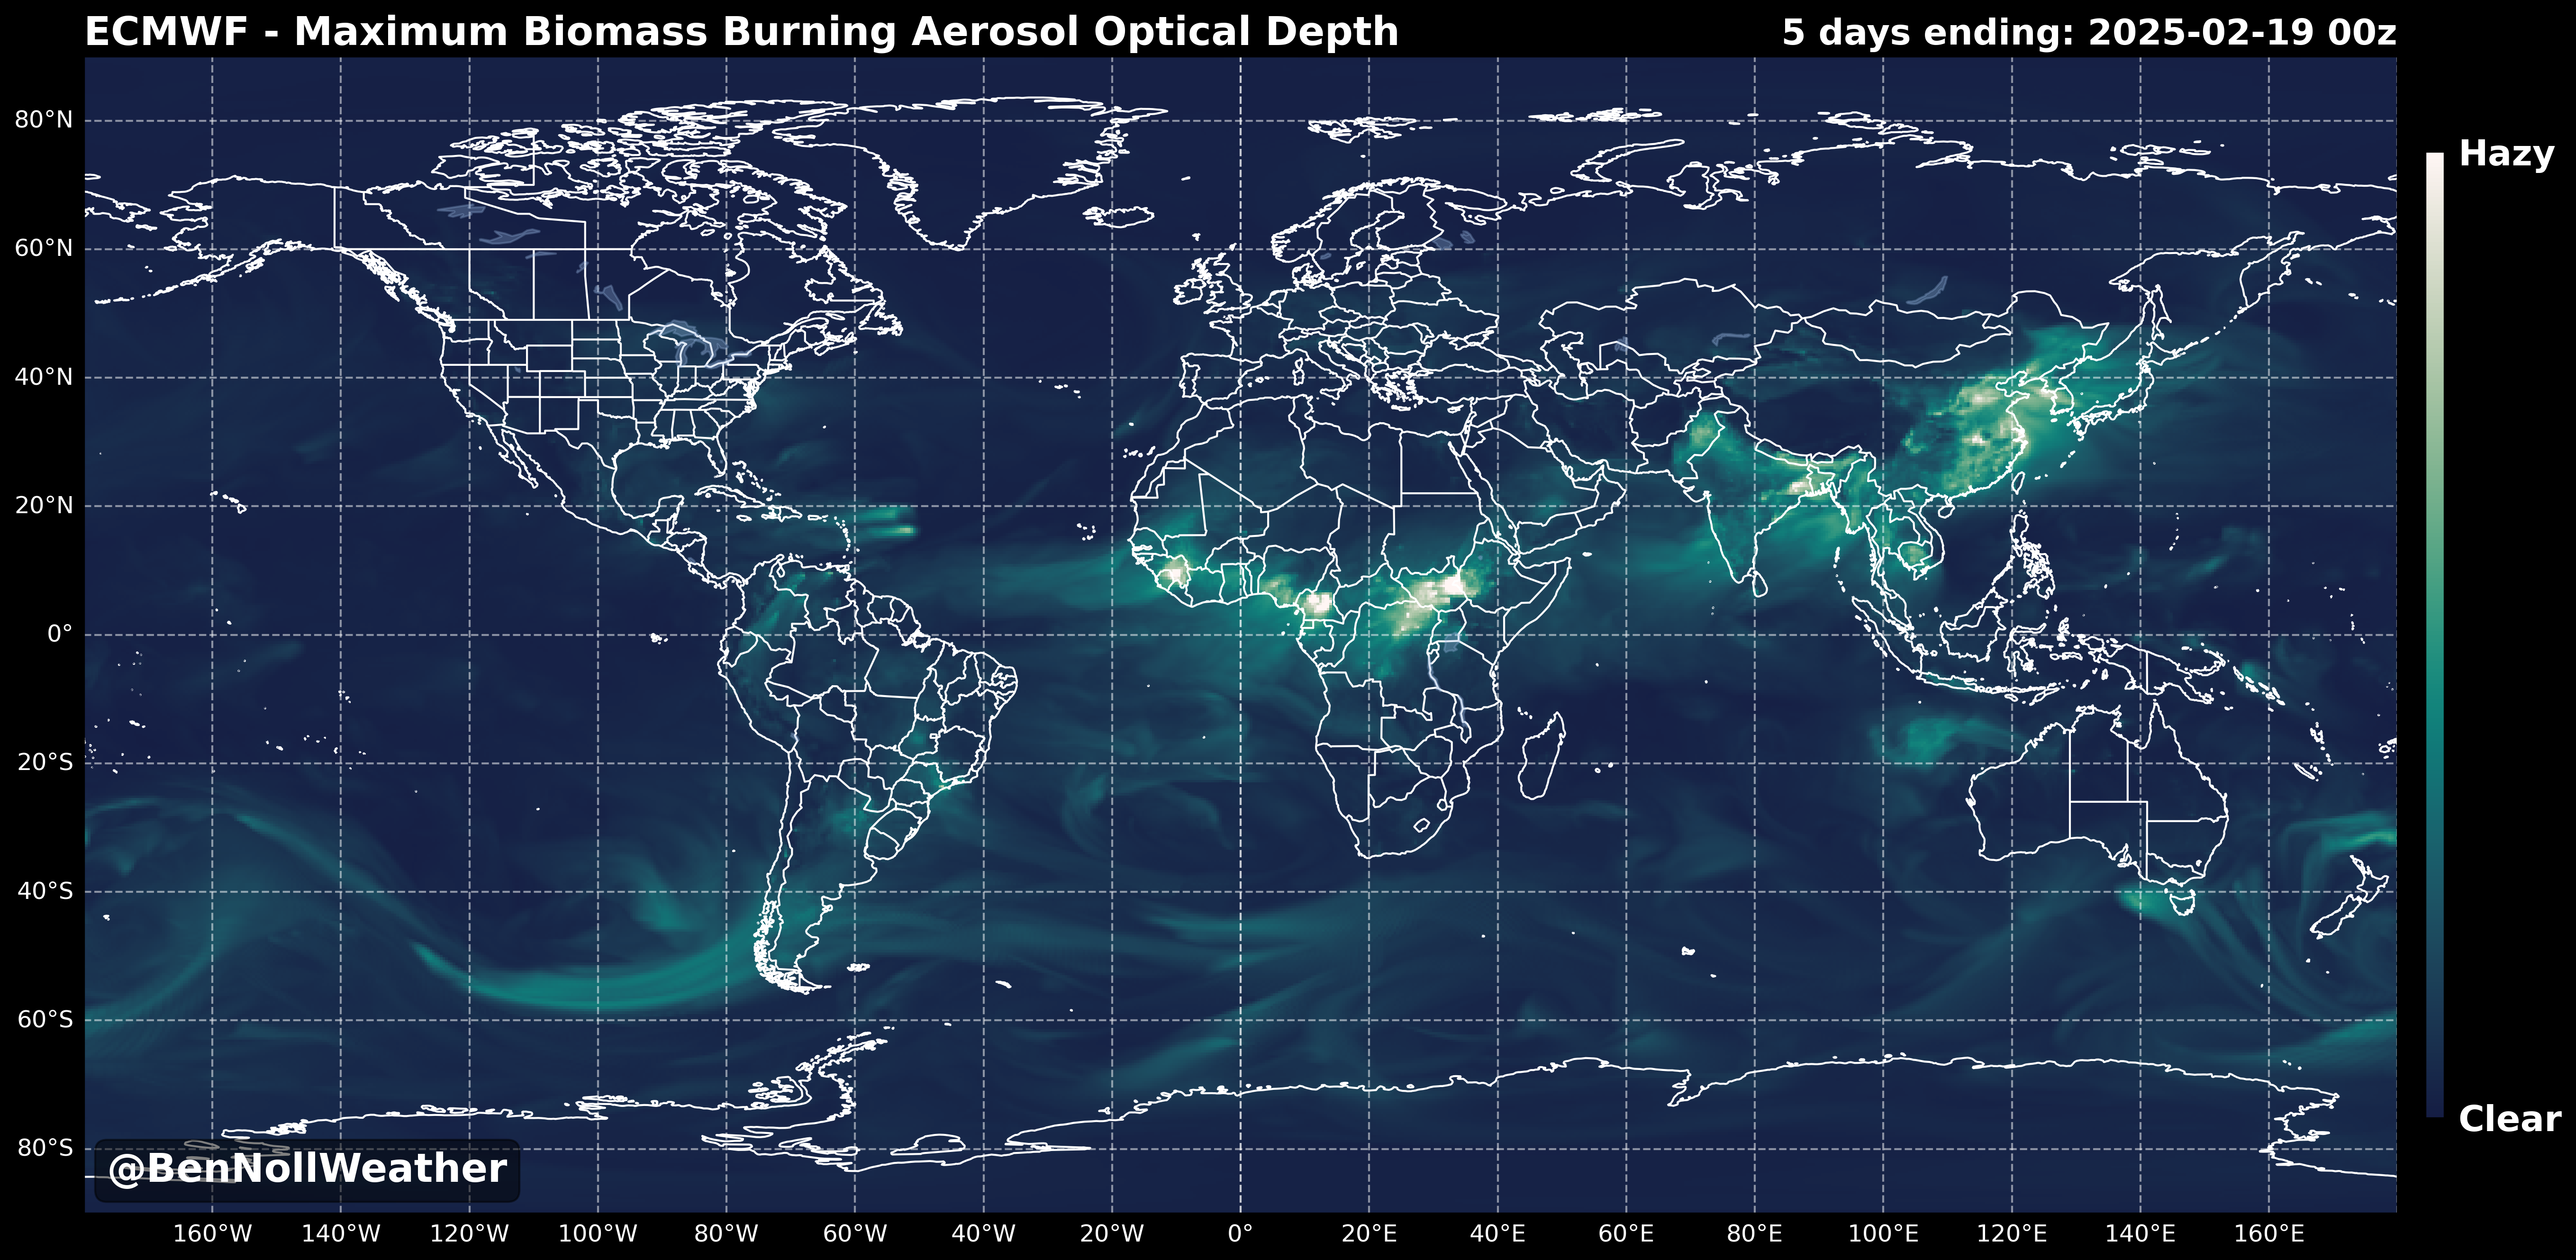 ECMWF - Maximum Biomass Burning Aerosol Optical Depth
5 days ending: 2025-02-19 00z
Hazy
80°N
60°N
40°N
20°N
0°
20°S
40°S
60°S
80°S
Clear
@BenNollWeather
160°W 140°W 120°W 100°W 80°W 60°W 40°W 20°W 0° 20°E 40°E 60°E 80°E 100°E 120°E 140°E 160°E